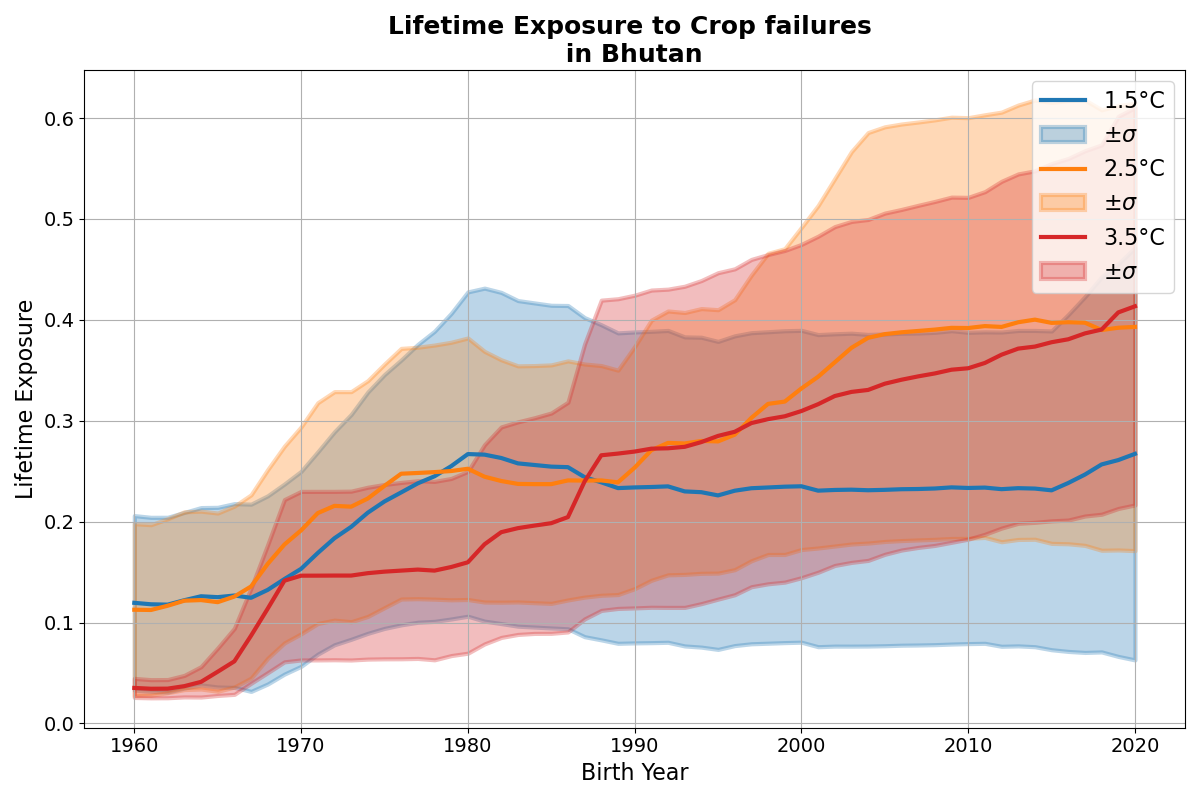 Lifetime Exposure to Crop failures
in Bhutan
Lifetime Exposure
0.6
0.5
0.4
0.3
0.2
0.1
0.0
1960 1970 1980 1990 2000 2010 2020
Birth Year
1.5°C
±σ
2.5°C
±σ
3.5°C
±σ